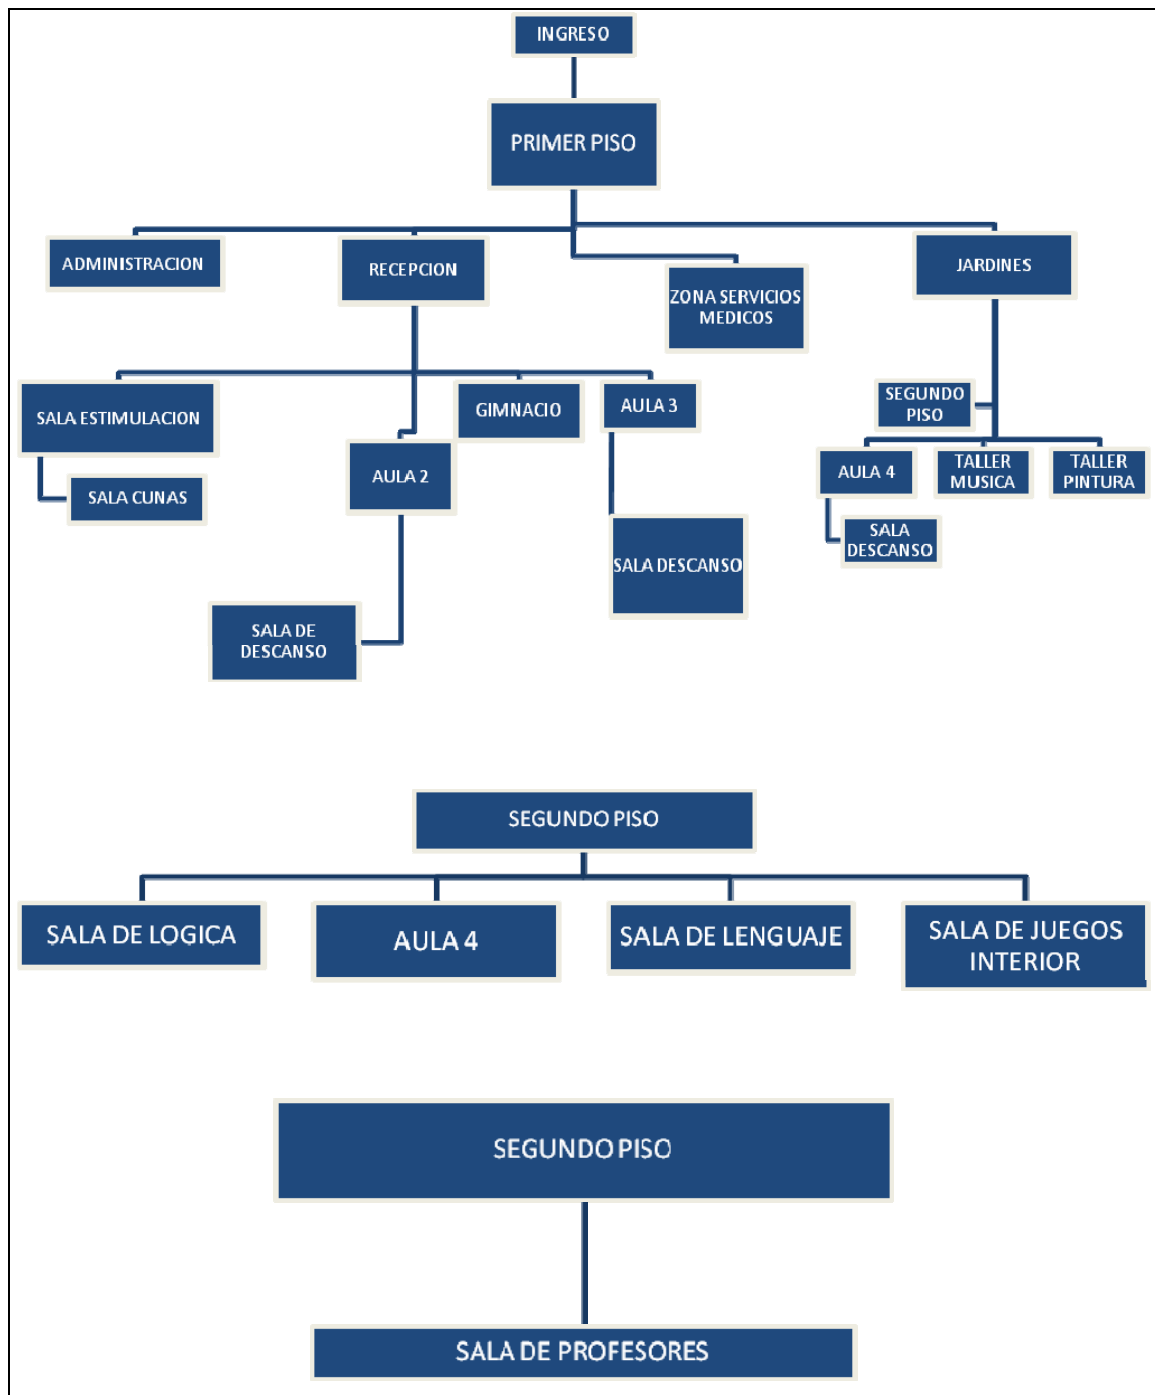 INGRESO
PRIMER PISO
ADMINISTRACION
RECEPCION
ZONA SERVICIOS
MEDICOS
JARDINES
SALA ESTIMULACION
GIMNACIO
AULA 3
SEGUNDO
PISO
SALA CUNAS
AULA 2
AULA 4
TALLER
MUSICA
TALLER
PINTURA
SALA DESCANSO
SALA
DESCANSO
SALA DE
DESCANSO
SEGUNDO PISO
SALA DE LOGICA
AULA 4
SALA DE LENGUAJE
SALA DE JUEGOS
INTERIOR
SEGUNDO PISO
SALA DE PROFESORES